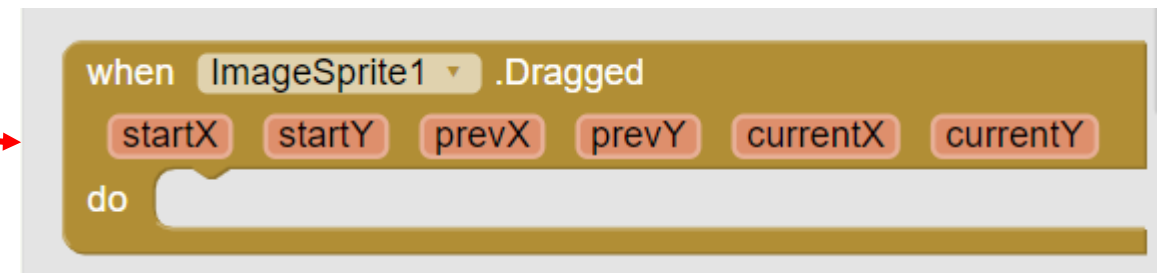 when ImageSprite1 .Dragged
startX startY prevX prevY currentX currentY
do